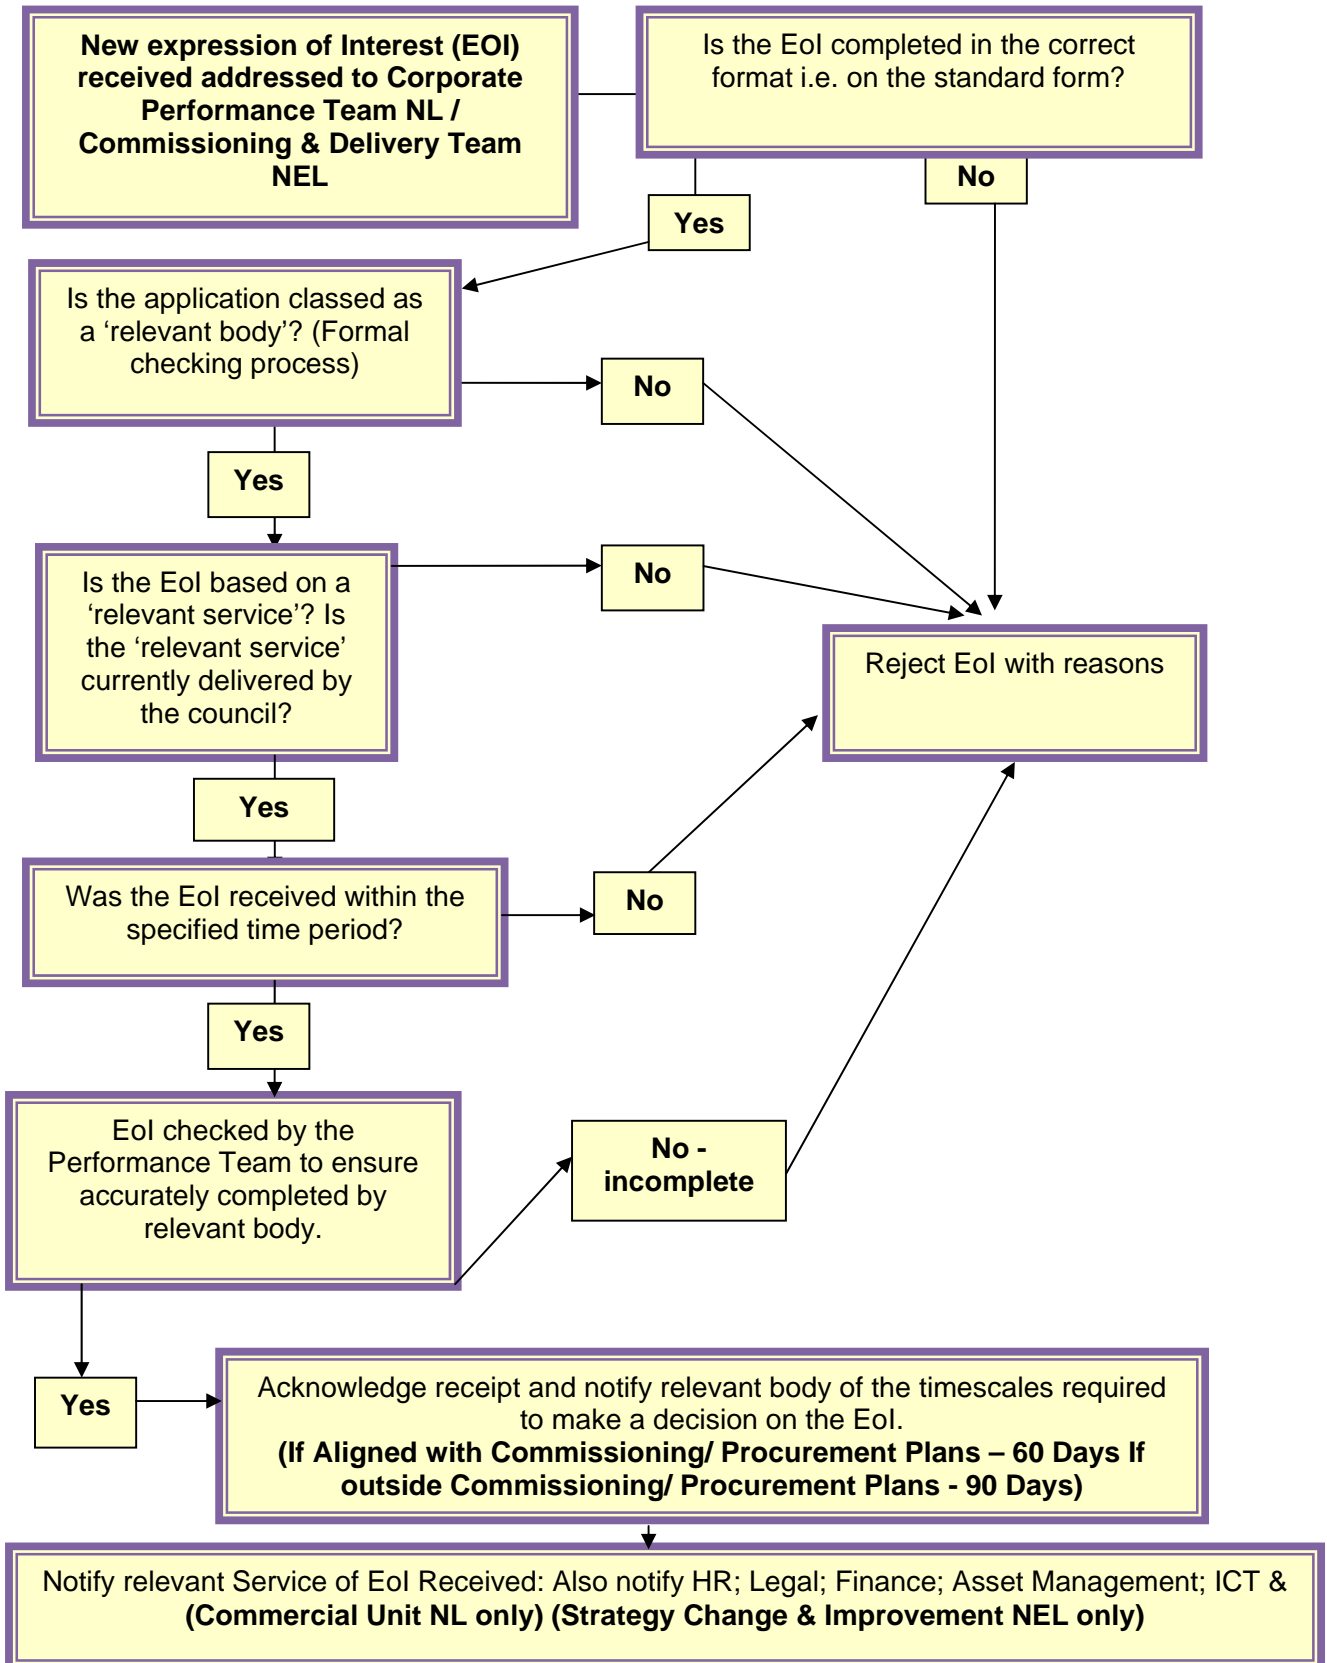 New expression of Interest (EOI)
received addressed to Corporate
Performance Team NL /
Commissioning & Delivery Team
NEL
Is the EoI completed in the correct
format i.e. on the standard form?
No
Yes
Is the application classed as
a ‘relevant body’? (Formal
checking process)
No
Yes
Is the EoI based on a
‘relevant service’? Is
the ‘relevant service’
currently delivered by
the council?
No
Reject EoI with reasons
Yes
Was the EoI received within the
specified time period?
No
Yes
EoI checked by the
Performance Team to ensure
accurately completed by
relevant body.
No -
incomplete
Yes
Acknowledge receipt and notify relevant body of the timescales required
to make a decision on the EoI.
(If Aligned with Commissioning/ Procurement Plans – 60 Days If
outside Commissioning/ Procurement Plans - 90 Days)
Notify relevant Service of EoI Received: Also notify HR; Legal; Finance; Asset Management; ICT &
(Commercial Unit NL only) (Strategy Change & Improvement NEL only)